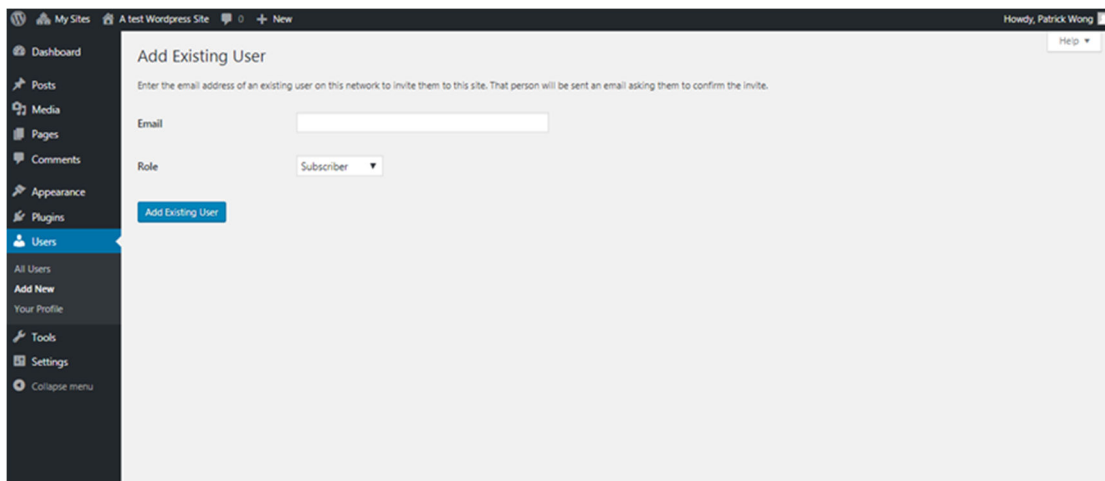 My Sites A test Wordpress Site 0 + New Howdy, Patrick Wong
Help ▼
Dashboard
Posts
Media
Pages
Comments
Appearance
Plugins
Users
All Users
Add New
Your Profile
Tools
Settings
Collapse menu
Add Existing User
Enter the email address of an existing user on this network to invite them to this site. That person will be sent an email asking them to confirm the invite.
Email
Role Subscriber ▼
Add Existing User